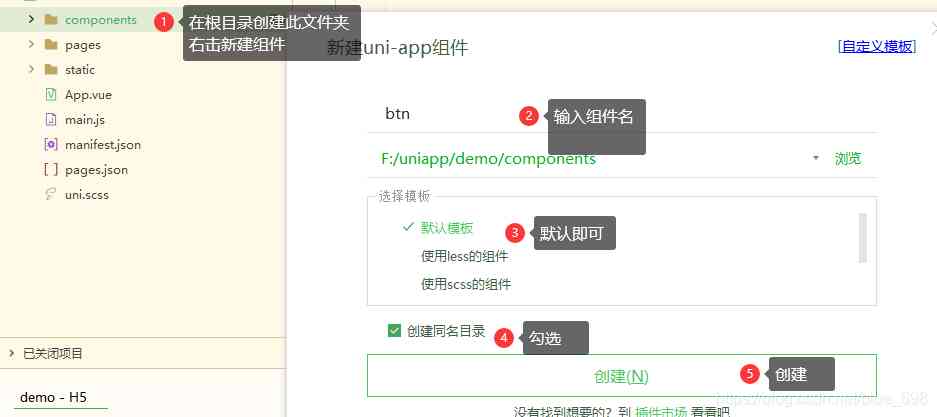 components
1
在根目录创建此文件夹
右击新建组件
pages
static
App.vue
main.js
manifest.json
pages.json
uni.scss
已关闭项目
demo - H5
新建uni-app组件
[自定义模板]
btn
2
输入组件名
F:/uniapp/demo/components
浏览
选择模板
默认模板
3
默认即可
使用less的组件
使用scss的组件
创建同名目录
4
勾选
创建(N)
5
创建
没有找到想要的？到 插件市场 看看吧